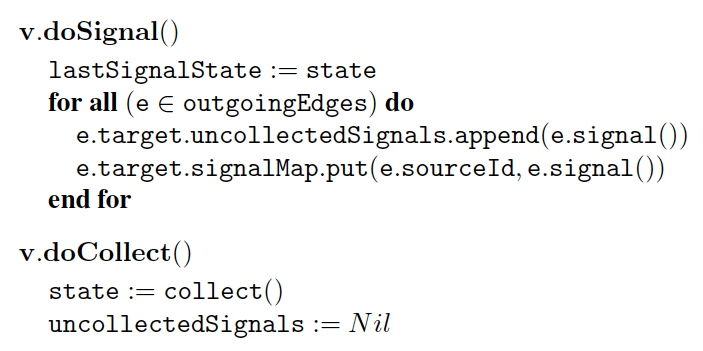 v.doSignal()
lastSignalState := state
for all (e ∈ outgoingEdges) do
e.target.uncollectedSignals.append(e.signal())
e.target.signalMap.put(e.sourceId, e.signal())
end for
v.doCollect()
state := collect()
uncollectedSignals := Nil